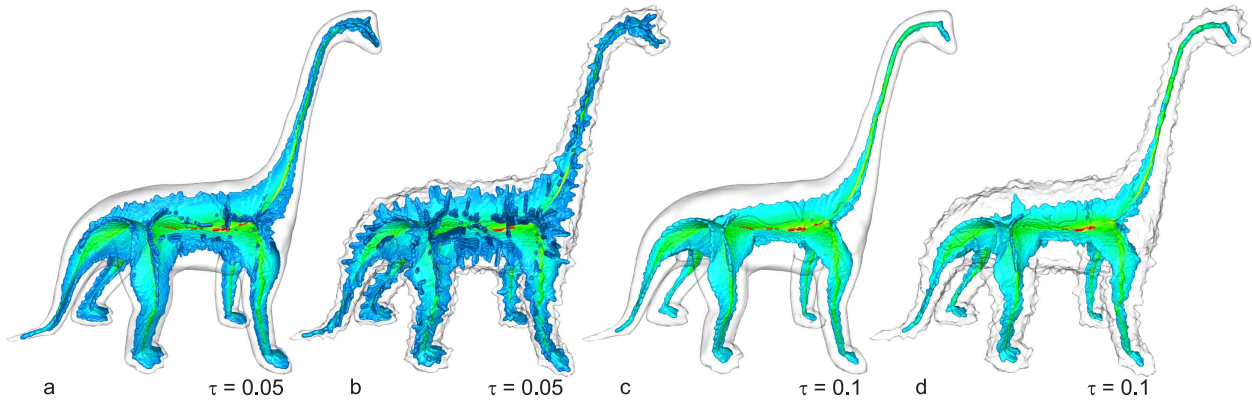 a τ = 0.05 b τ = 0.05 c τ = 0.1 d τ = 0.1